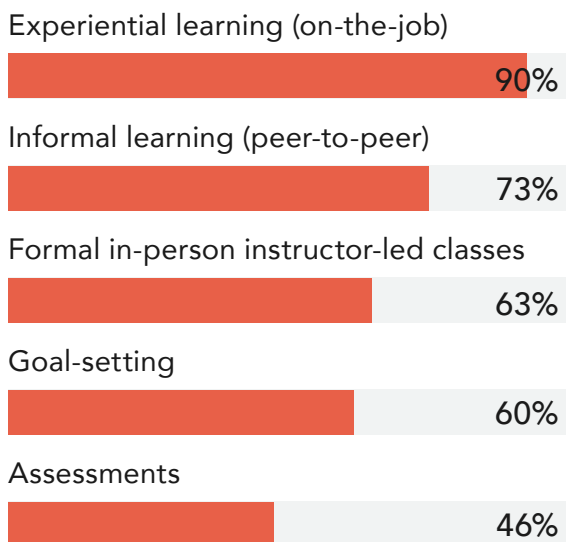 Experiential learning (on-the-job)
90%
Informal learning (peer-to-peer)
73%
Formal in-person instructor-led classes
63%
Goal-setting
60%
Assessments
46%